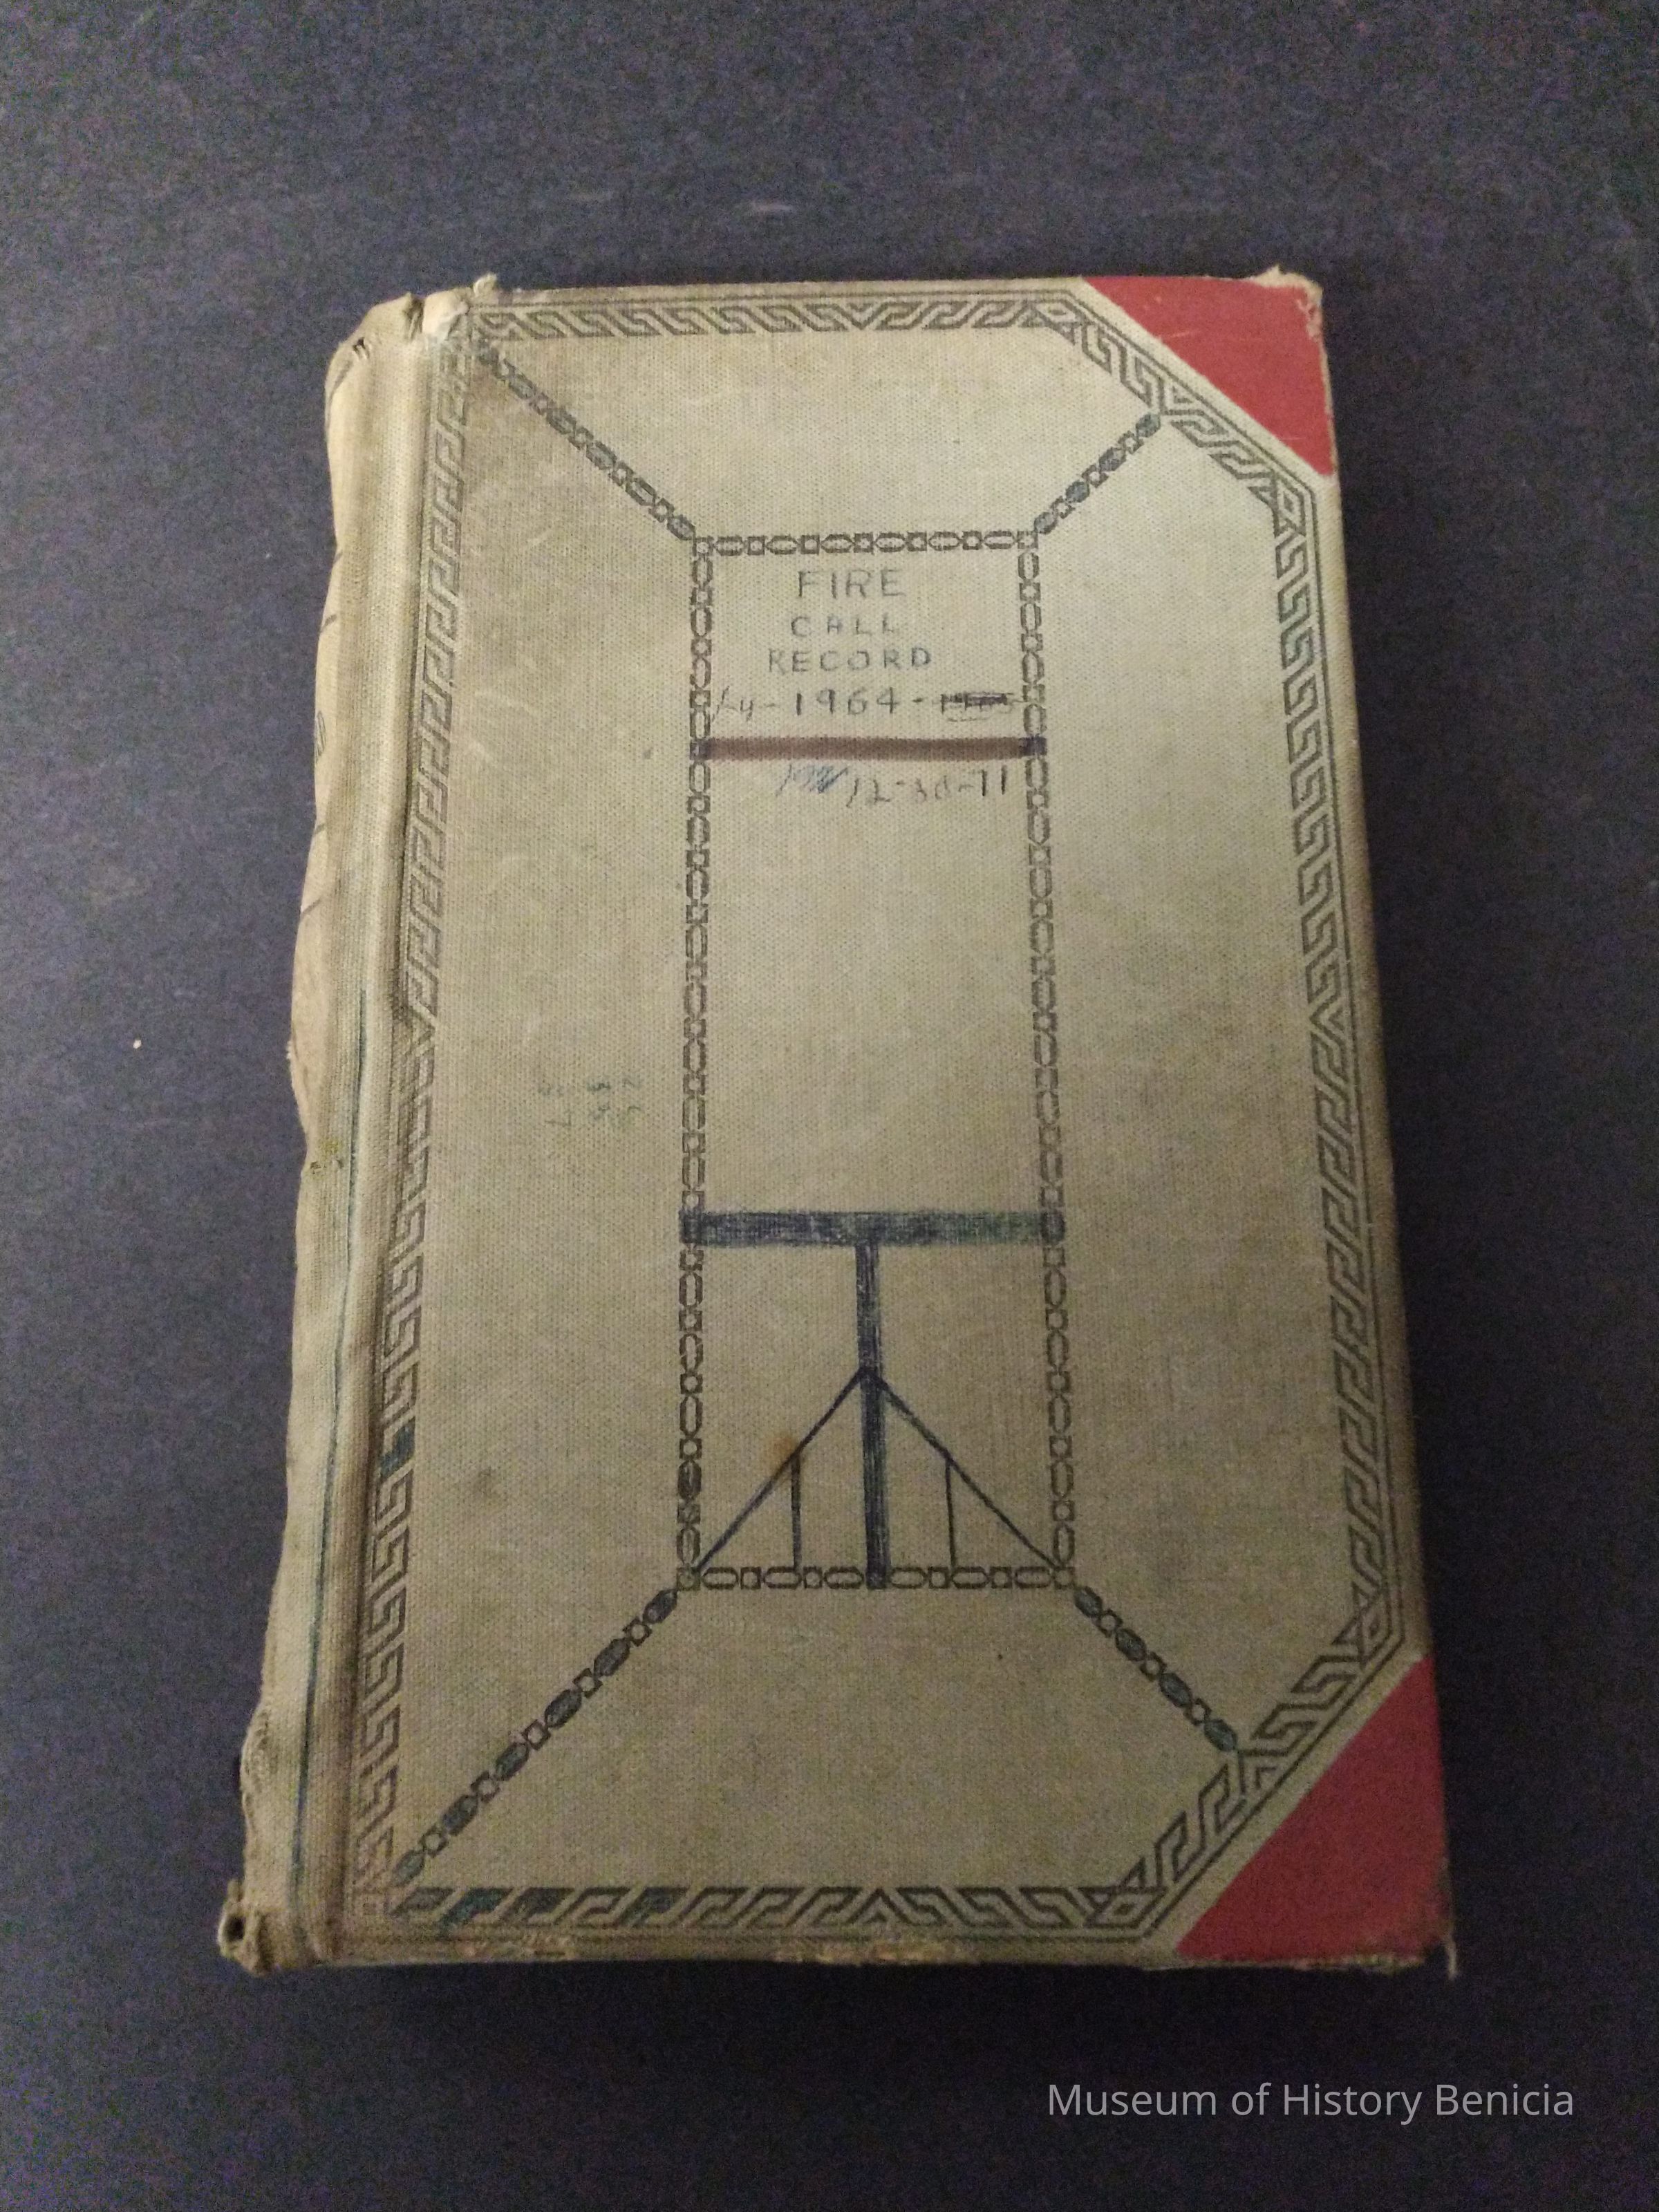 FIRE
CALL
RECORD
1964 -
12-30-71
Museum of History Benicia